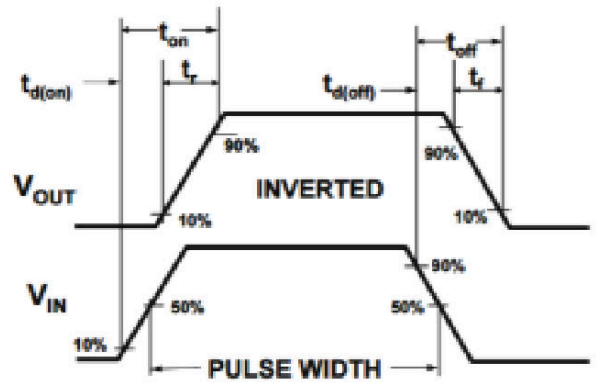 ton
toff
td(on)
tr
td(off)
tf
90%
90%
VOUT
INVERTED
10%
10%
90%
VIN
50%
50%
10%
PULSE WIDTH